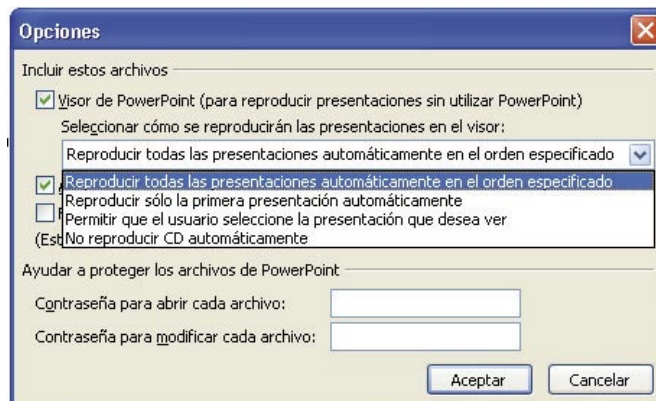 Opciones
Incluir estos archivos
Visor de PowerPoint (para reproducir presentaciones sin utilizar PowerPoint)
Seleccionar cómo se reproducirán las presentaciones en el visor:
Reproducir todas las presentaciones automáticamente en el orden especificado
Reproducir todas las presentaciones automáticamente en el orden especificado
Reproducir sólo la primera presentación automáticamente
Permitir que el usuario seleccione la presentación que desea ver
(Est No reproducir CD automáticamente
Ayudar a proteger los archivos de PowerPoint
Contraseña para abrir cada archivo:
Contraseña para modificar cada archivo:
Aceptar Cancelar